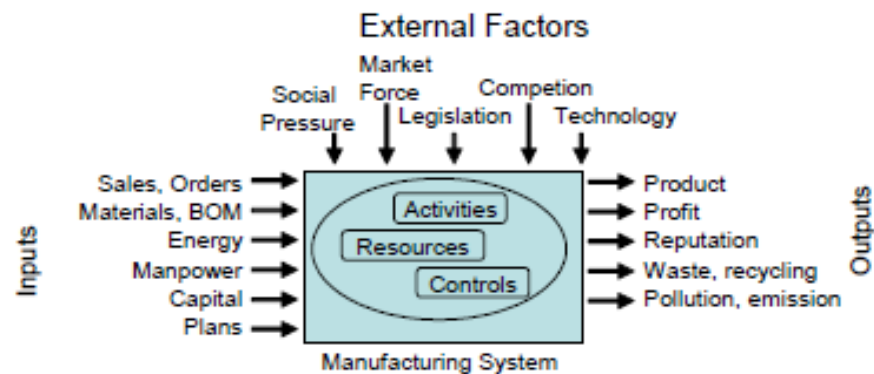 External Factors
Market
Force
Competion
Social
Pressure
Legislation
Technology
Inputs
Sales, Orders
Materials, BOM
Energy
Manpower
Capital
Plans
Activities
Resources
Controls
Product
Profit
Reputation
Waste, recycling
Pollution, emission
Outputs
Manufacturing System